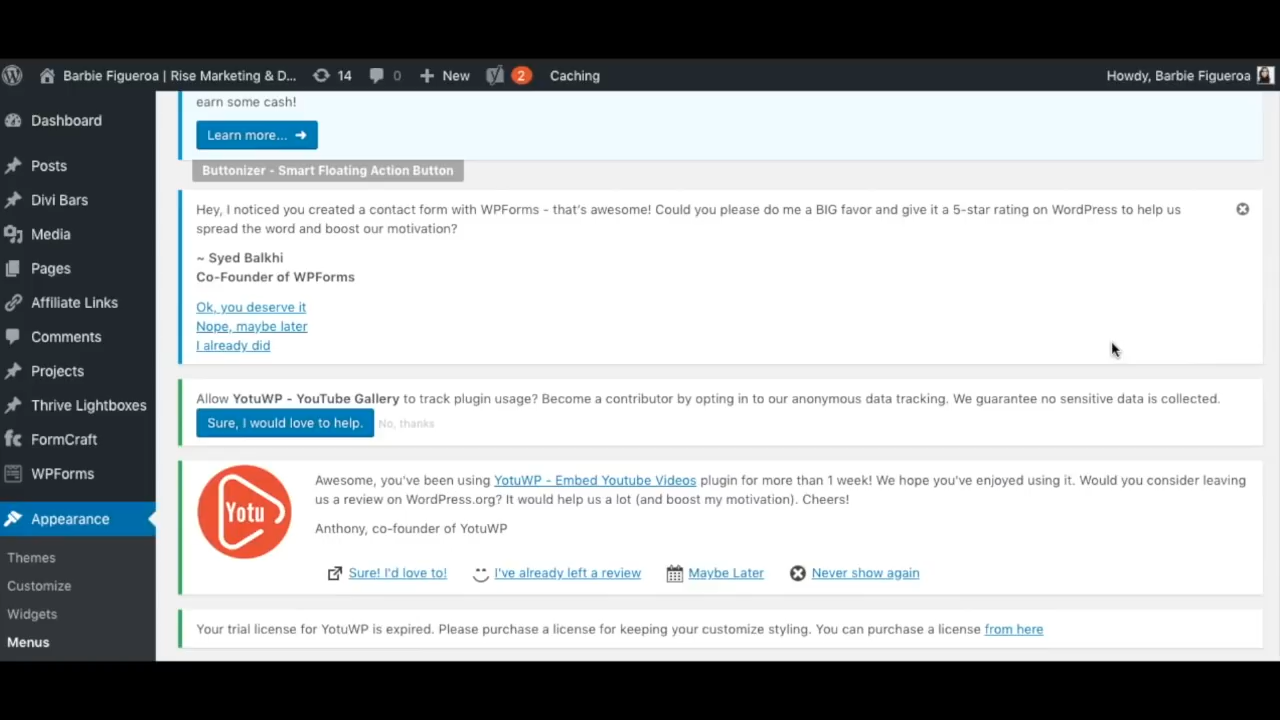 Barbie Figueroa | Rise Marketing & D... 14 0 New 2 Caching Howdy, Barbie Figueroa
Dashboard
Posts
Divi Bars
Media
Pages
Affiliate Links
Comments
Projects
Thrive Lightboxes
FormCraft
WPForms
Appearance
Themes
Customize
Widgets
Menus
earn some cash!
Learn more... →
Buttonizer - Smart Floating Action Button
Hey, I noticed you created a contact form with WPForms - that's awesome! Could you please do me a BIG favor and give it a 5-star rating on WordPress to help us
spread the word and boost our motivation?
~ Syed Balkhi
Co-Founder of WPForms
Ok, you deserve it
Nope, maybe later
I already did
Allow YotuWP - YouTube Gallery to track plugin usage? Become a contributor by opting in to our anonymous data tracking. We guarantee no sensitive data is collected.
Sure, I would love to help. No, thanks
Yotu
Awesome, you've been using YotuWP - Embed Youtube Videos plugin for more than 1 week! We hope you've enjoyed using it. Would you consider leaving
us a review on WordPress.org? It would help us a lot (and boost my motivation). Cheers!
Anthony, co-founder of YotuWP
Sure! I'd love to! I've already left a review Maybe Later Never show again
Your trial license for YotuWP is expired. Please purchase a license for keeping your customize styling. You can purchase a license from here